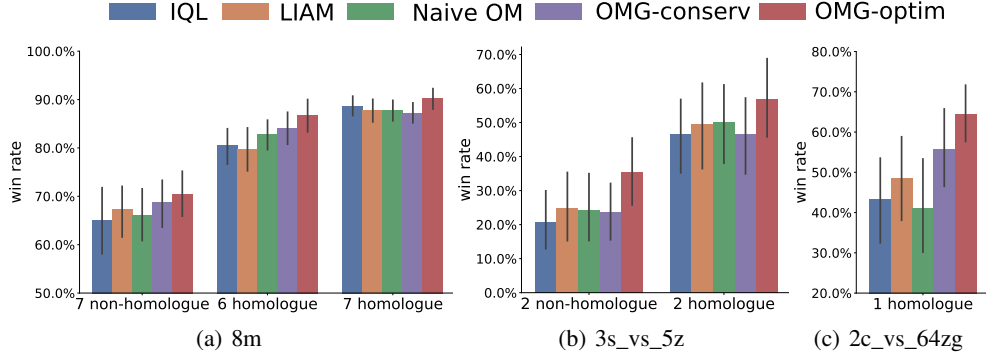 IQL LIAM Naive OM OMG-conserv OMG-optim
100.0%
90.0%
80.0%
70.0%
60.0%
50.0%
win rate
7 non-homologue 6 homologue 7 homologue
(a) 8m
70.0%
60.0%
50.0%
40.0%
30.0%
20.0%
10.0%
0.0%
win rate
2 non-homologue 2 homologue
(b) 3s_vs_5z
80.0%
70.0%
60.0%
50.0%
40.0%
30.0%
20.0%
win rate
1 homologue
(c) 2c_vs_64zg